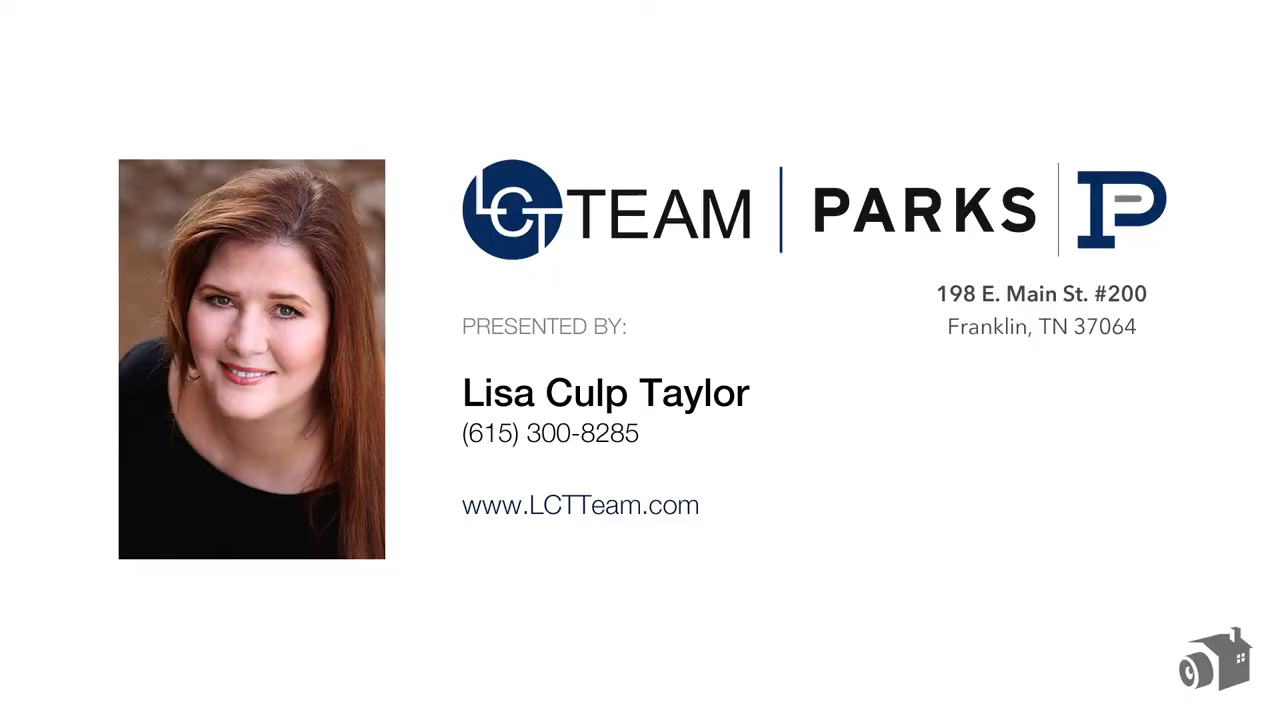 LCT TEAM | PARKS | P
198 E. Main St. #200
Franklin, TN 37064
PRESENTED BY:
Lisa Culp Taylor
(615) 300-8285
www.LCTTeam.com